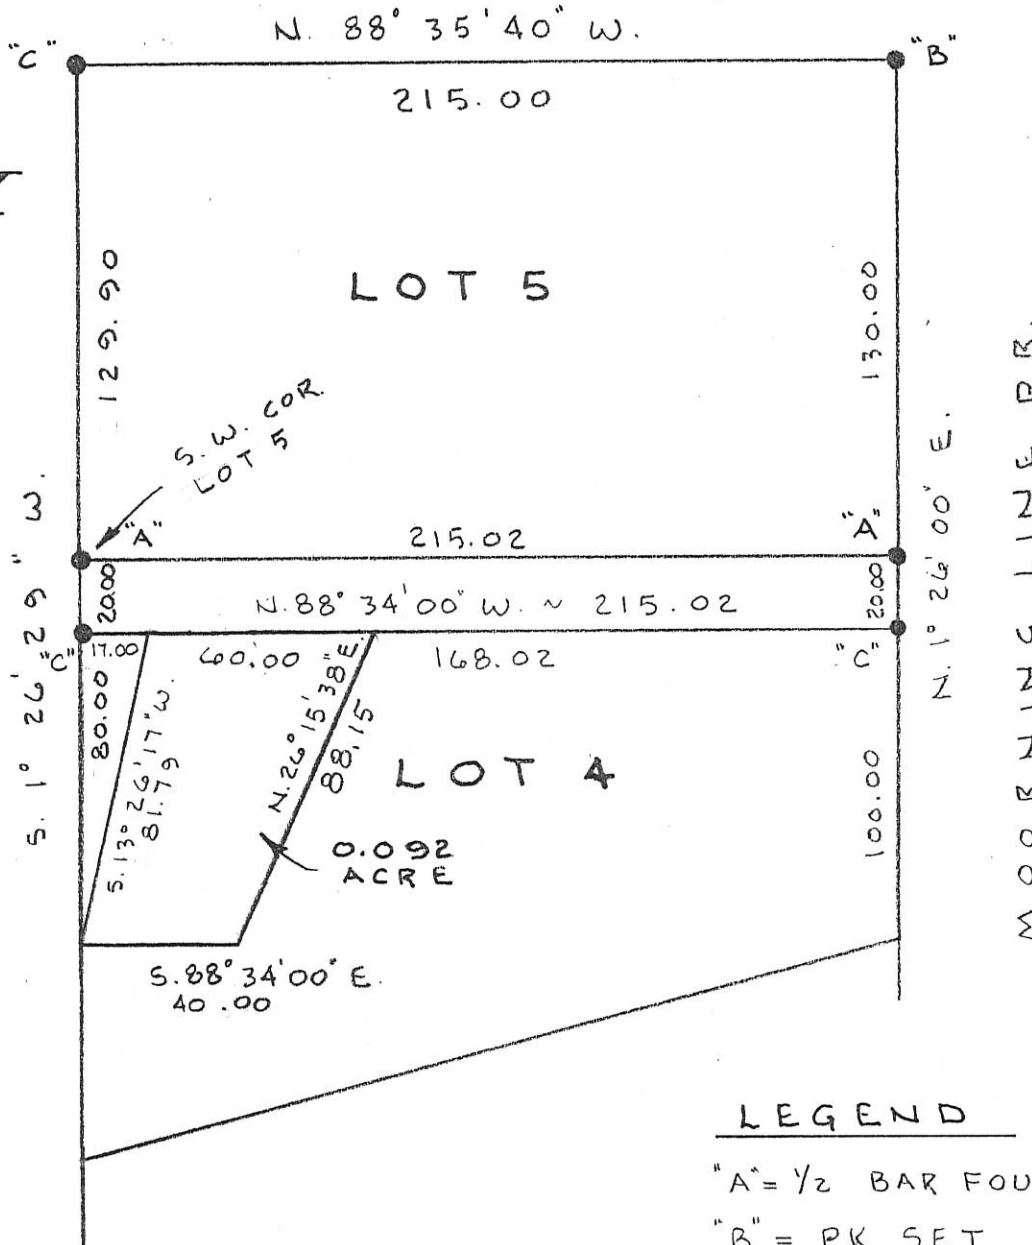 N. 88° 35' 40" W.
"C"
"B"
215.00
LOT 5
129.90
130.00
S. W. COR.
LOT 5
"A"
215.02
"A"
20.00
N. 88° 34' 00" W. ~ 215.02
20.00
"C"
17.00
60.00
168.02
"C"
S. 1° 26' 29" W.
N. 1° 26' 00" E.
80.00
S. 13° 26' 17" W.
81.79
N. 26° 15' 38" E.
88.15
LOT 4
0.092
ACRE
100.00
MOORNING LINE DR.
S. 88° 34' 00" E.
40.00
LEGEND
"A" = 1/2 BAR FOU
"B" = PK SET